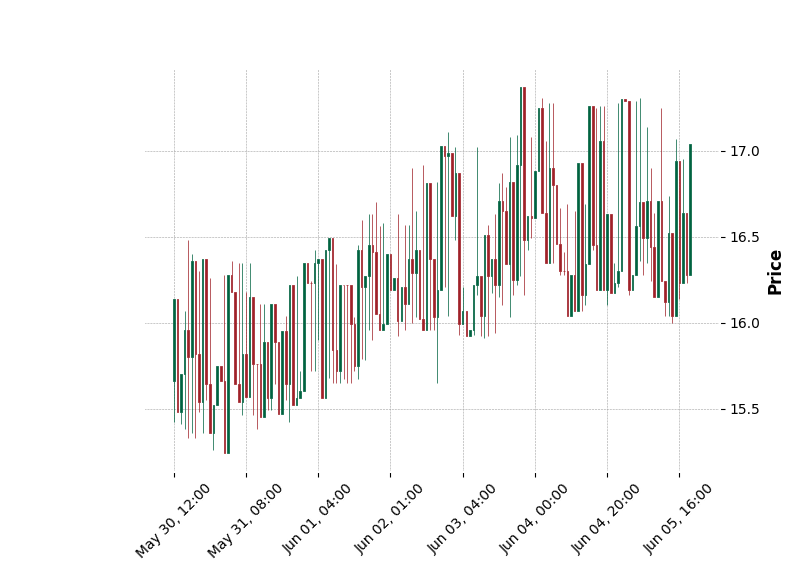 17.0
16.5
16.0
15.5
Price
May 30, 12:00
May 31, 08:00
Jun 01, 04:00
Jun 02, 01:00
Jun 03, 04:00
Jun 04, 00:00
Jun 04, 20:00
Jun 05, 16:00